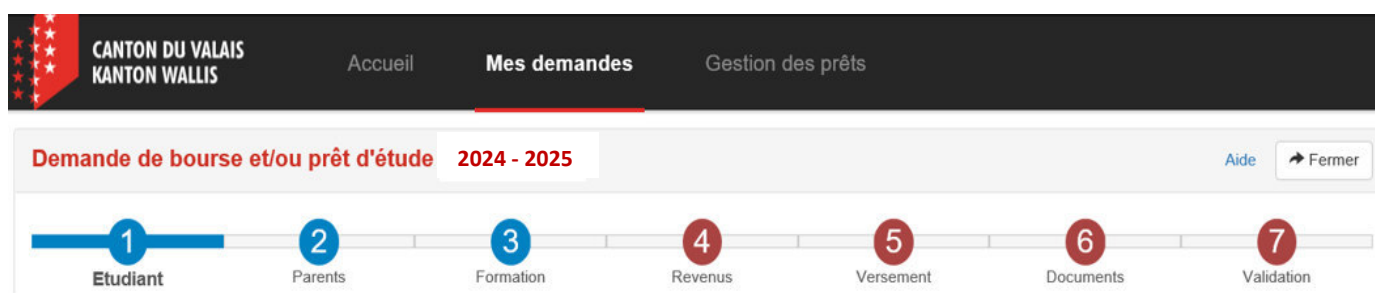 CANTON DU VALAIS
KANTON WALLIS
Accueil Mes demandes Gestion des prêts
Demande de bourse et/ou prêt d'étude 2024 - 2025 Aide Fermer
1 2 3 4 5 6 7
Etudiant Parents Formation Revenus Versement Documents Validation